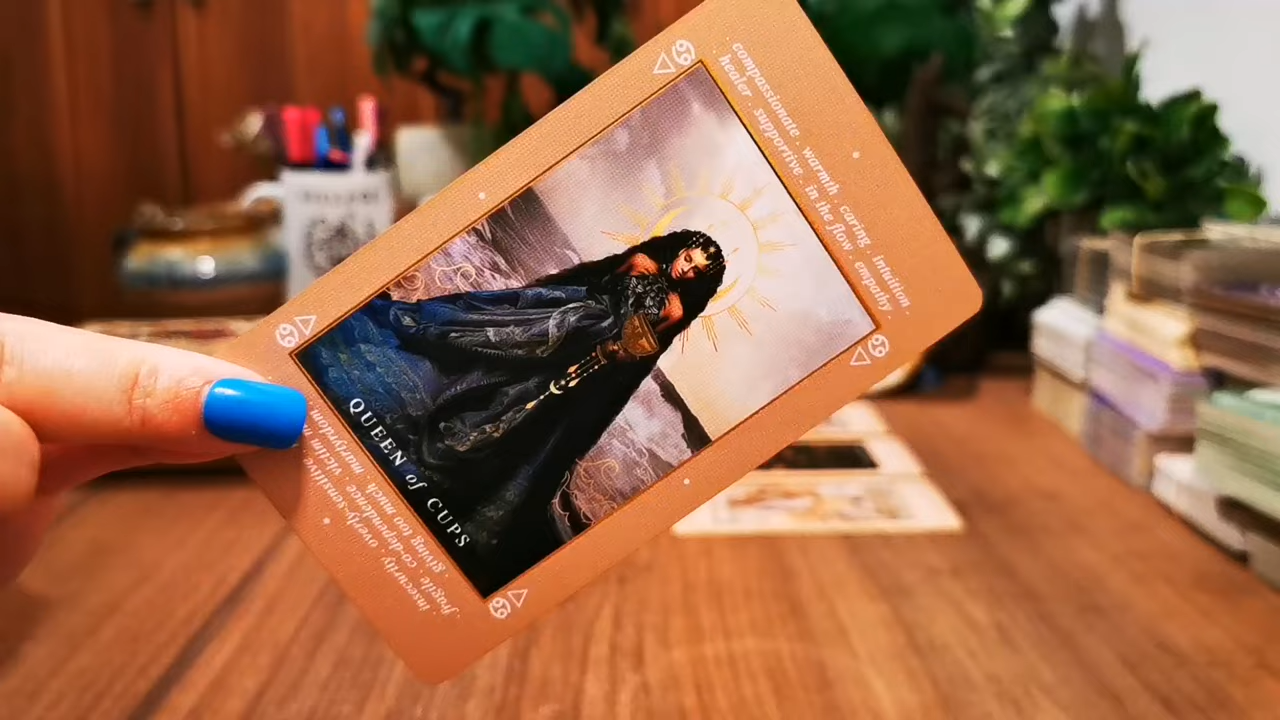 compassionate . warmth . caring . intuition .
healer . supportive . in the flow . empathy
QUEEN of CUPS
insecurity . overly-sensitive . victim
fragile . co-dependence . martyrdom .
. giving too much .